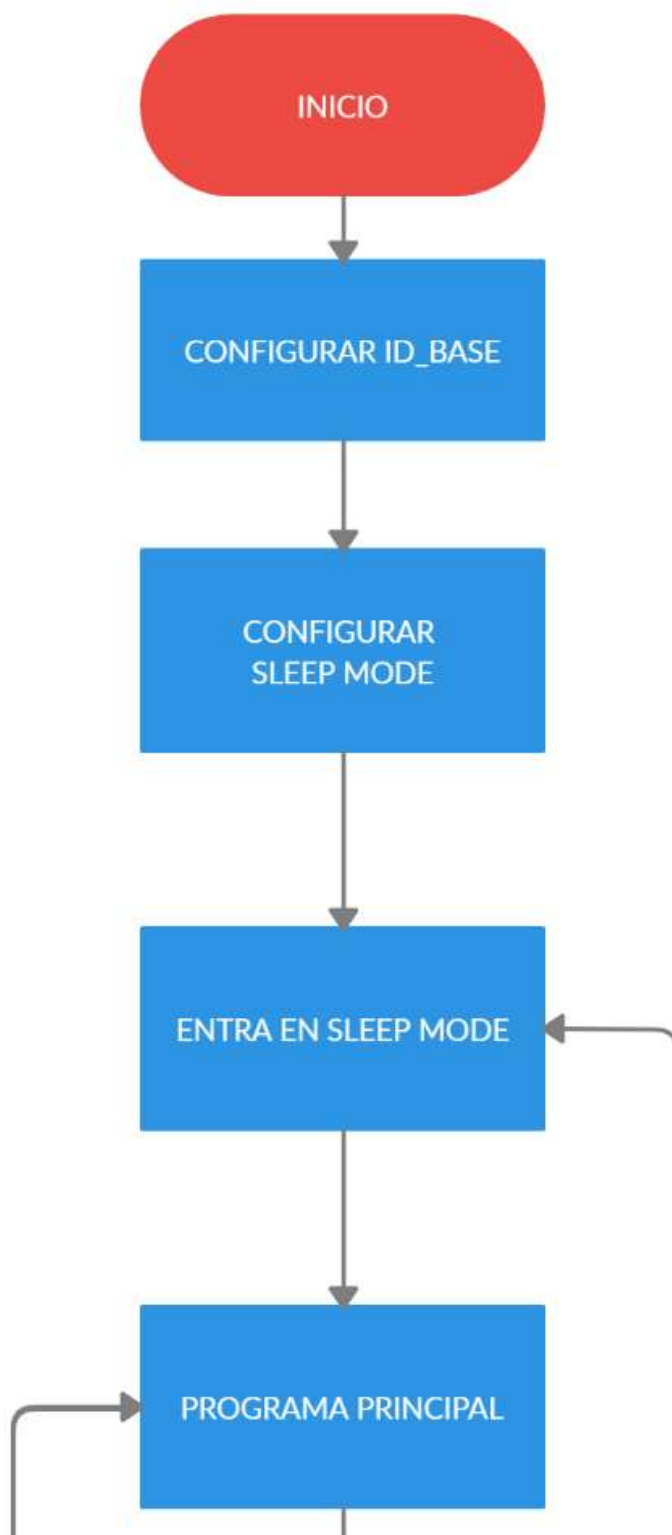 INICIO
CONFIGURAR ID_BASE
CONFIGURAR
SLEEP MODE
ENTRA EN SLEEP MODE
PROGRAMA PRINCIPAL